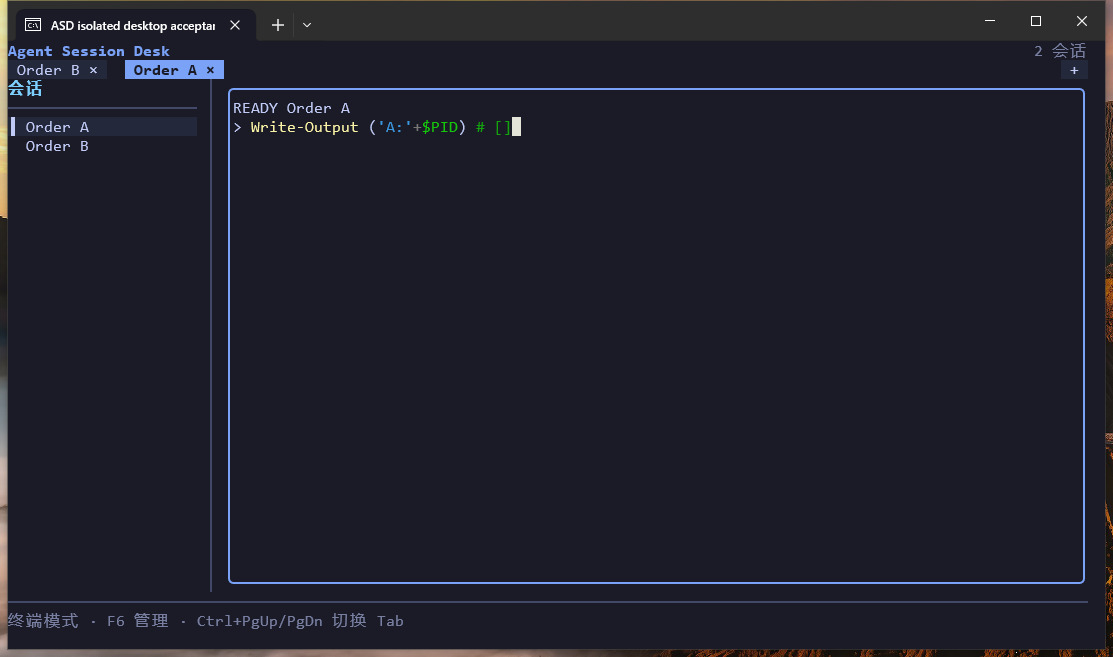 ASD isolated desktop acceptar
Agent Session Desk
2 会话
Order B ×
Order A ×
+
会话
Order A
Order B
READY Order A
> Write-Output ('A:'+$PID) # []
终端模式 · F6 管理 · Ctrl+PgUp/PgDn 切换 Tab